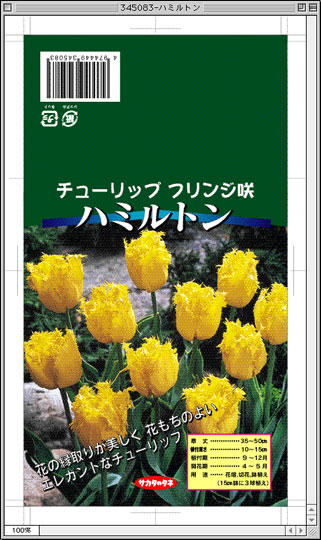 345083-ハミルトン
4 974449 345083
チューリップ フリンジ咲
ハミルトン
花の縁取りが美しく 花もちのよい
エレガントなチューリップ
サカタのタネ
草 丈 ············ 35〜50cm
植付深さ ············ 10〜15cm
植付期 ············ 9〜12月
開花期 ············ 4〜5月
用 途 ······ 花壇、切花、鉢植え
(15cm鉢に3球植え)
100%